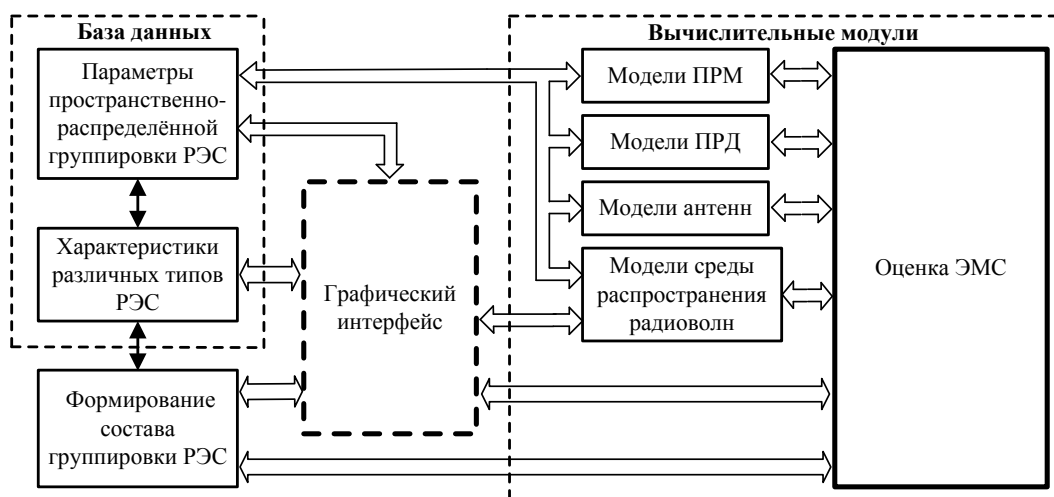 База данных
Параметры
пространственно-
распределённой
группировки РЭС
Характеристики
различных типов
РЭС
Формирование
состава
группировки РЭС
Графический
интерфейс
Вычислительные модули
Модели ПРМ
Модели ПРД
Модели антенн
Модели среды
распространения
радиоволн
Оценка ЭМС